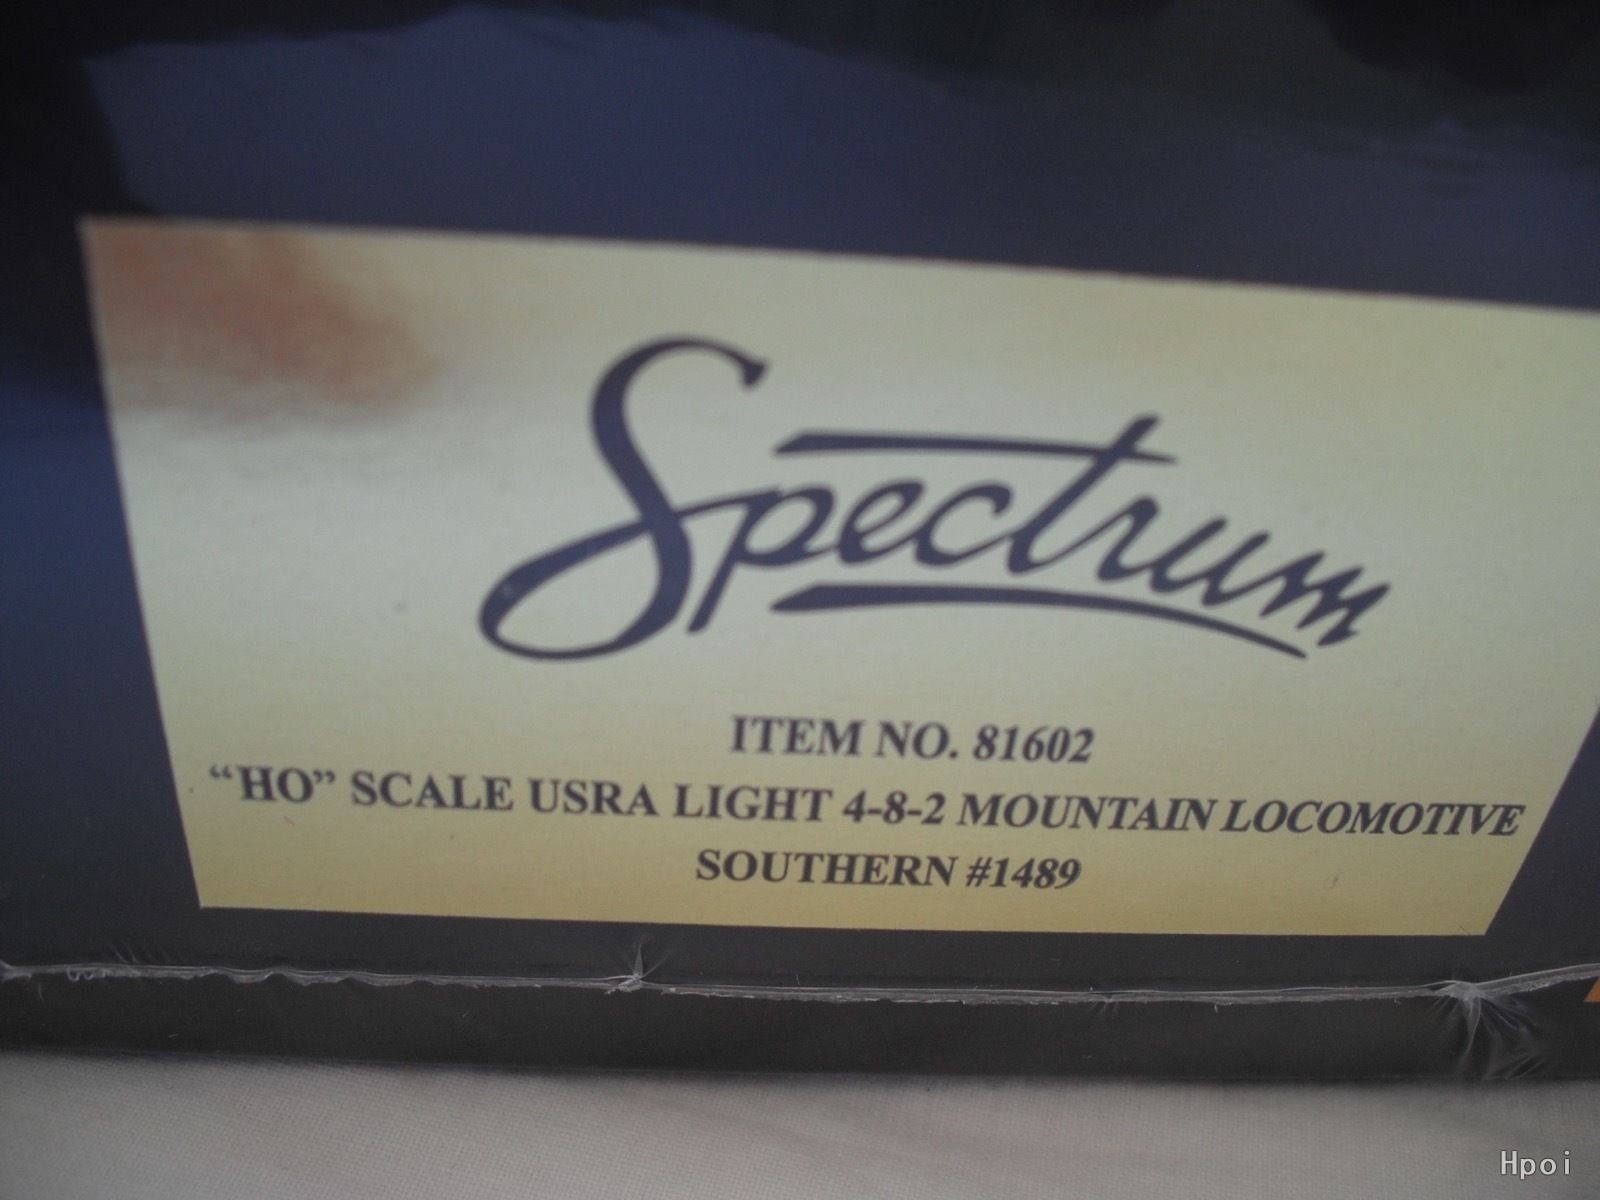 Spectrum
ITEM NO. 81602
“HO” SCALE USRA LIGHT 4-8-2 MOUNTAIN LOCOMOTIVE
SOUTHERN #1489
Hpoi